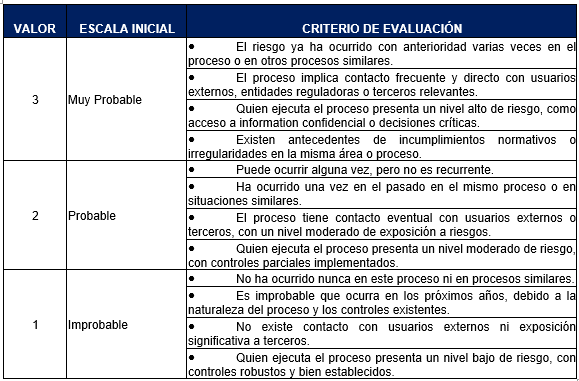 VALOR ESCALA INICIAL CRITERIO DE EVALUACIÓN
3 Muy Probable
● El riesgo ya ha ocurrido con anterioridad varias veces en el
proceso o en otros procesos similares.
● El proceso implica contacto frecuente y directo con usuarios
externos, entidades reguladoras o terceros relevantes.
● Quien ejecuta el proceso presenta un nivel alto de riesgo, como
acceso a information confidencial o decisiones críticas.
● Existen antecedentes de incumplimientos normativos o
irregularidades en la misma área o proceso.
2 Probable
● Puede ocurrir alguna vez, pero no es recurrente.
● Ha ocurrido una vez en el pasado en el mismo proceso o en
situaciones similares.
● El proceso tiene contacto eventual con usuarios externos o
terceros, con un nivel moderado de exposición a riesgos.
● Quien ejecuta el proceso presenta un nivel moderado de riesgo,
con controles parciales implementados.
1 Improbable
● No ha ocurrido nunca en este proceso ni en procesos similares.
● Es improbable que ocurra en los próximos años, debido a la
naturaleza del proceso y los controles existentes.
● No existe contacto con usuarios externos ni exposición
significativa a terceros.
● Quien ejecuta el proceso presenta un nivel bajo de riesgo, con
controles robustos y bien establecidos.